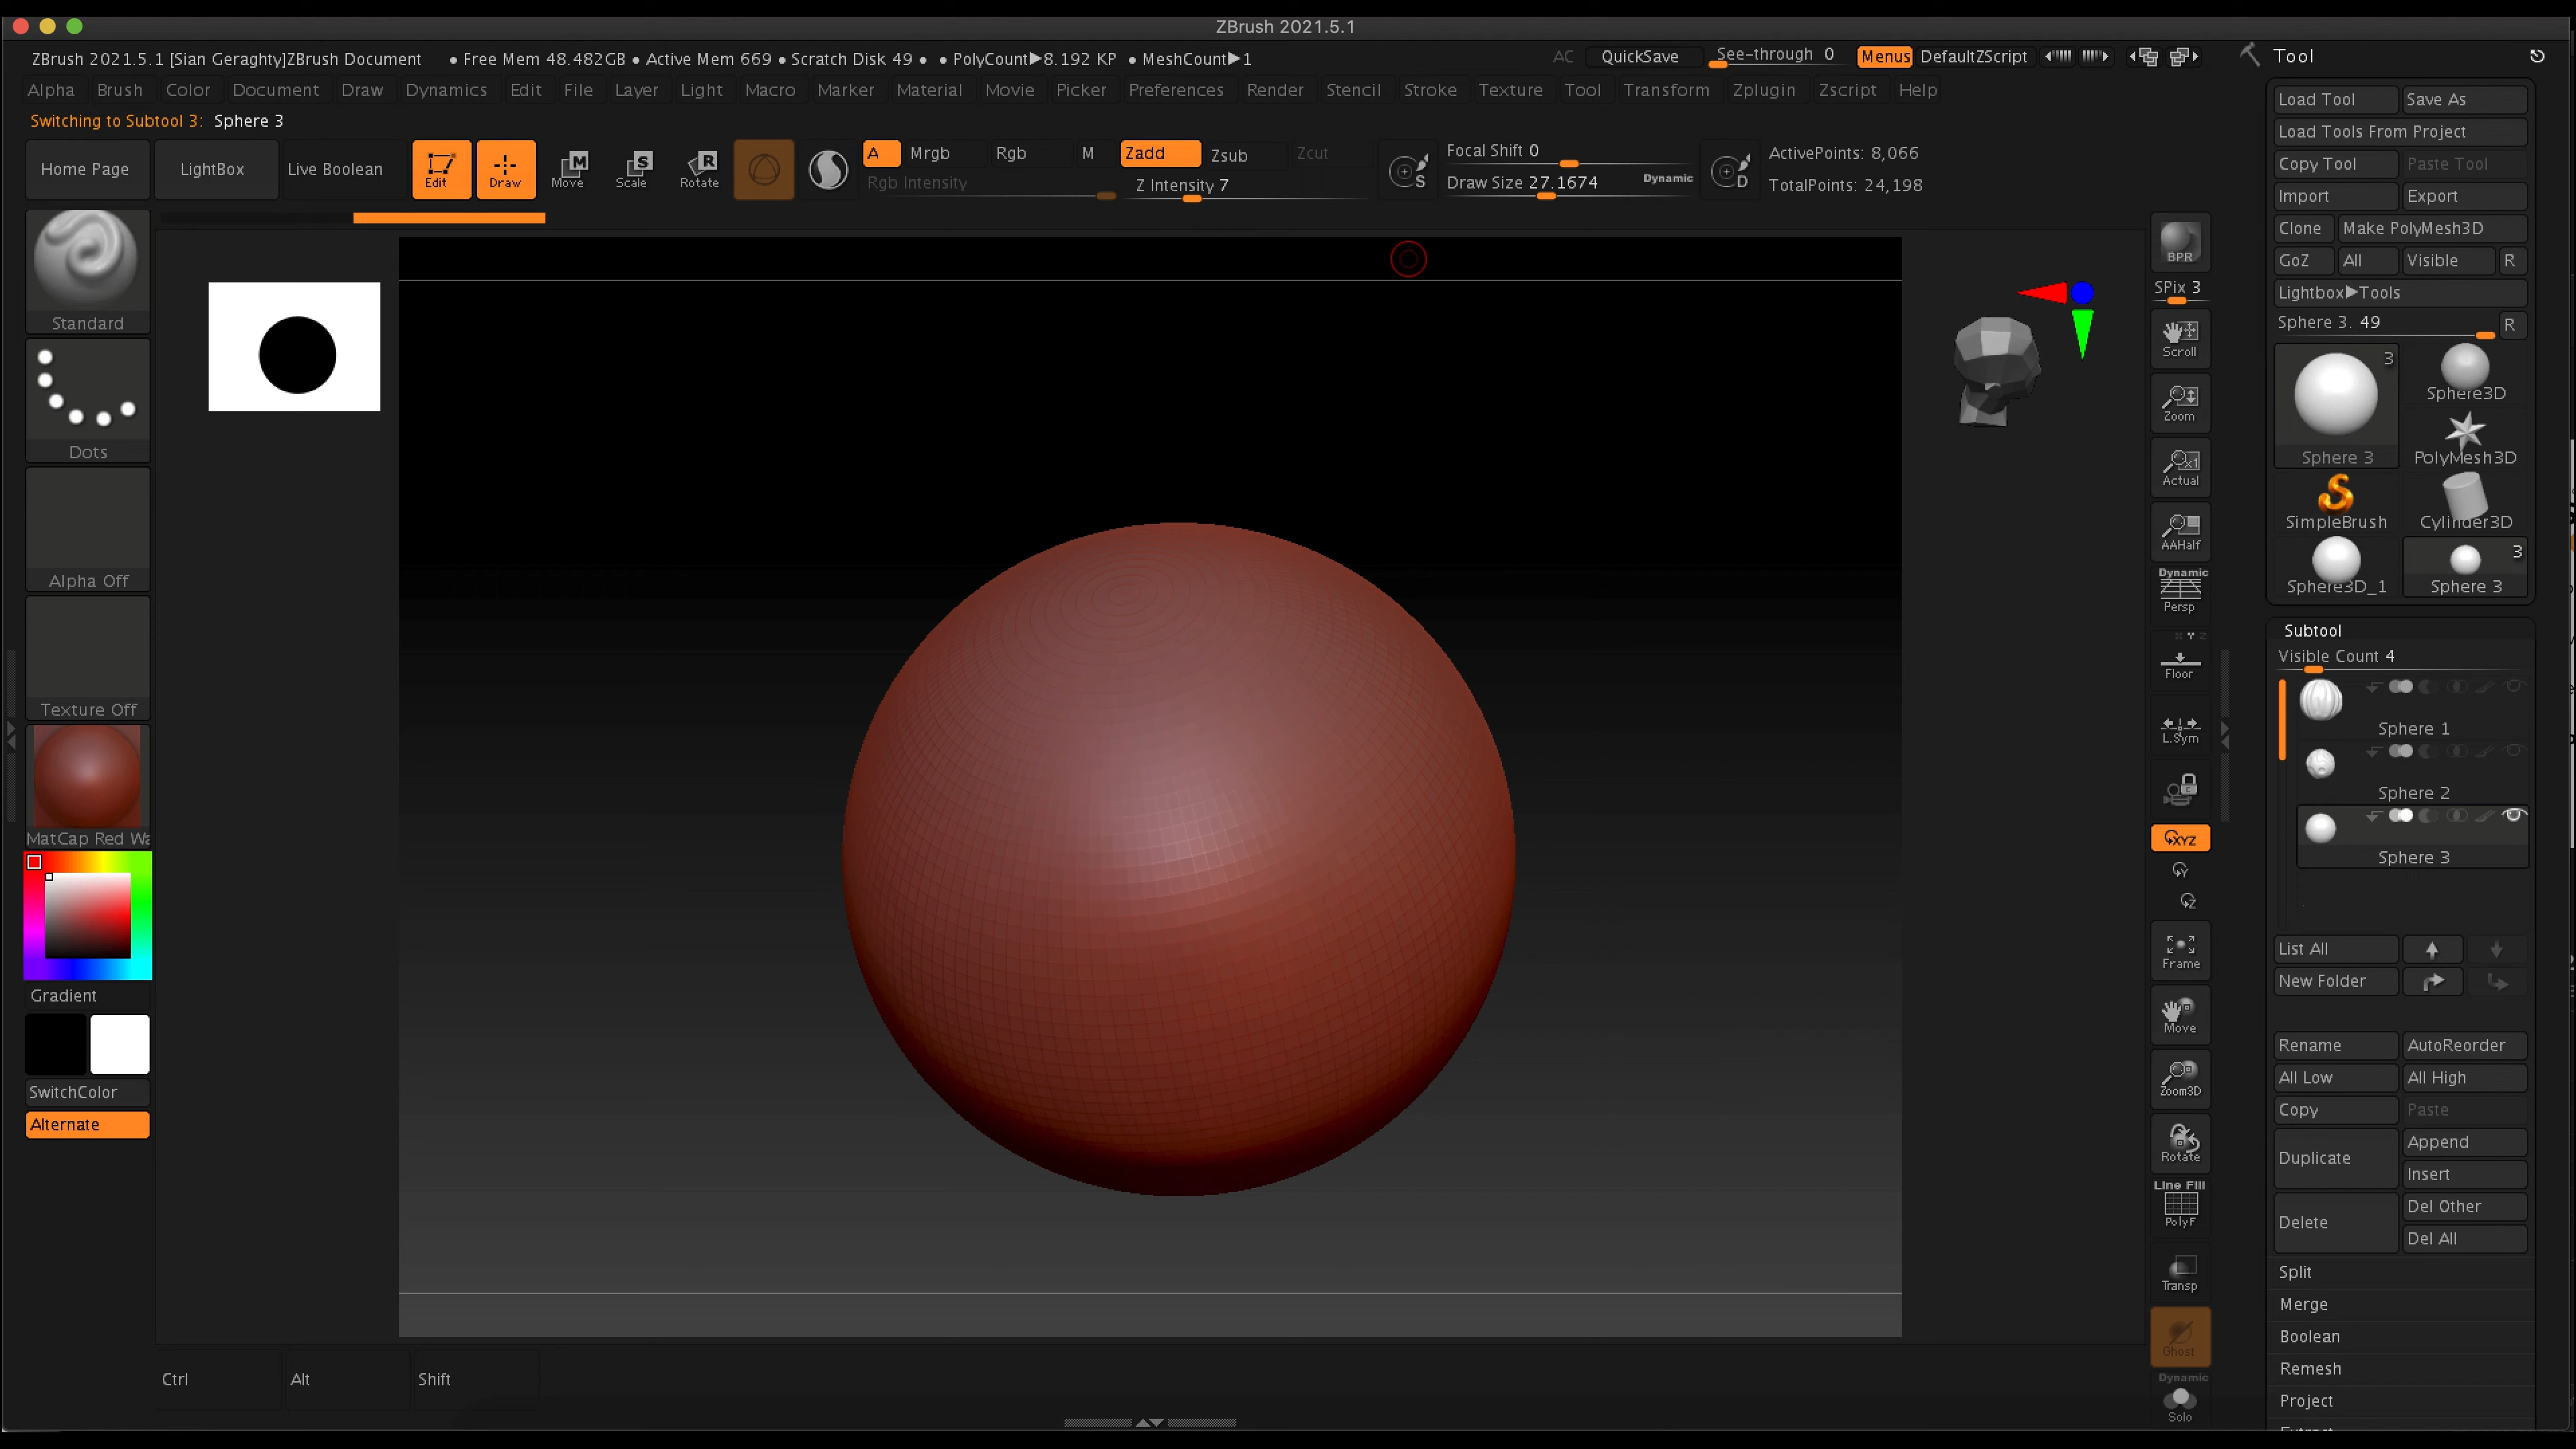 ZBrush 2021.5.1
ZBrush 2021.5.1 [Sian Geraghty]ZBrush Document • Free Mem 48.482GB • Active Mem 669 • Scratch Disk 49 • • PolyCount▶8.192 KP • MeshCount▶1
AC QuickSave See-through 0 Menus DefaultZScript
Alpha Brush Color Document Draw Dynamics Edit File Layer Light Macro Marker Material Movie Picker Preferences Render Stencil Stroke Texture Tool Transform Zplugin Zscript Help
Switching to Subtool 3: Sphere 3
Home Page LightBox Live Boolean Edit Draw Move Scale Rotate
M S R
A Mrgb Rgb M Zadd Zsub Zcut
Rgb Intensity Z Intensity 7
S Focal Shift 0
Draw Size 27.1674 Dynamic D
ActivePoints: 8,066
TotalPoints: 24,198
Standard
Dots
Alpha Off
Texture Off
MatCap Red Wa
Gradient
SwitchColor
Alternate
Ctrl Alt Shift
BPR
SPix 3
Scroll
Zoom
x1
Actual
AAHalf
Dynamic
Persp
X Y Z
Floor
L.Sym
XYZ
Y
Z
Frame
Move
Zoom3D
Rotate
Line Fill
PolyF
Transp
Ghost
Dynamic
Solo
Tool
Load Tool Save As
Load Tools From Project
Copy Tool Paste Tool
Import Export
Clone Make PolyMesh3D
GoZ All Visible R
Lightbox▶Tools
Sphere 3. 49 R
3
Sphere 3 Sphere3D
PolyMesh3D
SimpleBrush Cylinder3D
3
Sphere3D_1 Sphere 3
Subtool
Visible Count 4
Sphere 1
Sphere 2
Sphere 3
List All
New Folder
Rename AutoReorder
All Low All High
Copy Paste
Duplicate Append
Insert
Delete Del Other
Del All
Split
Merge
Boolean
Remesh
Project